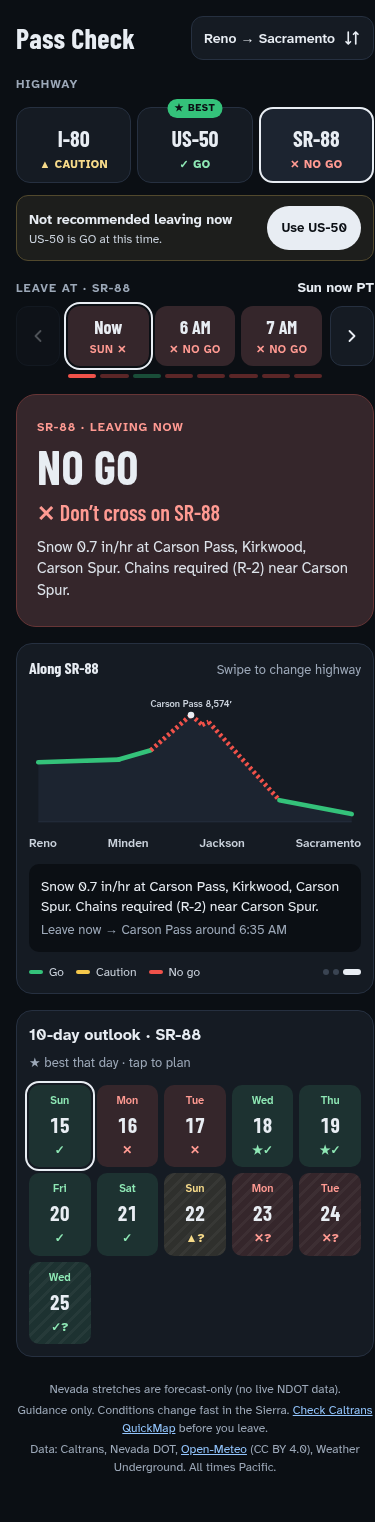 Pass Check
Reno → Sacramento
HIGHWAY
★ BEST
I-80
US-50
SR-88
▲ CAUTION
✓ GO
✕ NO GO
Not recommended leaving now
US-50 is GO at this time.
Use US-50
LEAVE AT · SR-88
Sun now PT
Now
6 AM
7 AM
SUN ✕
✕ NO GO
✕ NO GO
SR-88 · LEAVING NOW
NO GO
✕ Don't cross on SR-88
Snow 0.7 in/hr at Carson Pass, Kirkwood,
Carson Spur. Chains required (R-2) near Carson
Spur.
Along SR-88
Swipe to change highway
Carson Pass 8,574′
Reno
Minden
Jackson
Sacramento
Snow 0.7 in/hr at Carson Pass, Kirkwood, Carson
Spur. Chains required (R-2) near Carson Spur.
Leave now → Carson Pass around 6:35 AM
Go
Caution
No go
10-day outlook · SR-88
★ best that day · tap to plan
Sun
Mon
Tue
Wed
Thu
15
16
17
18
19
✓
✕
✕
★✓
★✓
Fri
Sat
Sun
Mon
Tue
20
21
22
23
24
✓
✓
▲?
✕?
✕?
Wed
25
✓?
Nevada stretches are forecast-only (no live NDOT data).
Guidance only. Conditions change fast in the Sierra. Check Caltrans
QuickMap before you leave.
Data: Caltrans, Nevada DOT, Open-Meteo (CC BY 4.0), Weather
Underground. All times Pacific.